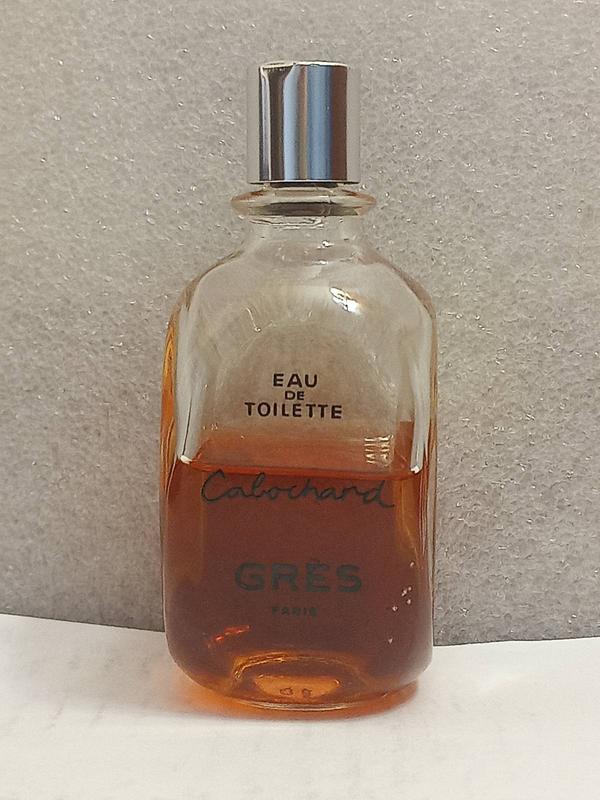 EAU
DE
TOILETTE
Cabochard
GRÈS
PARIS